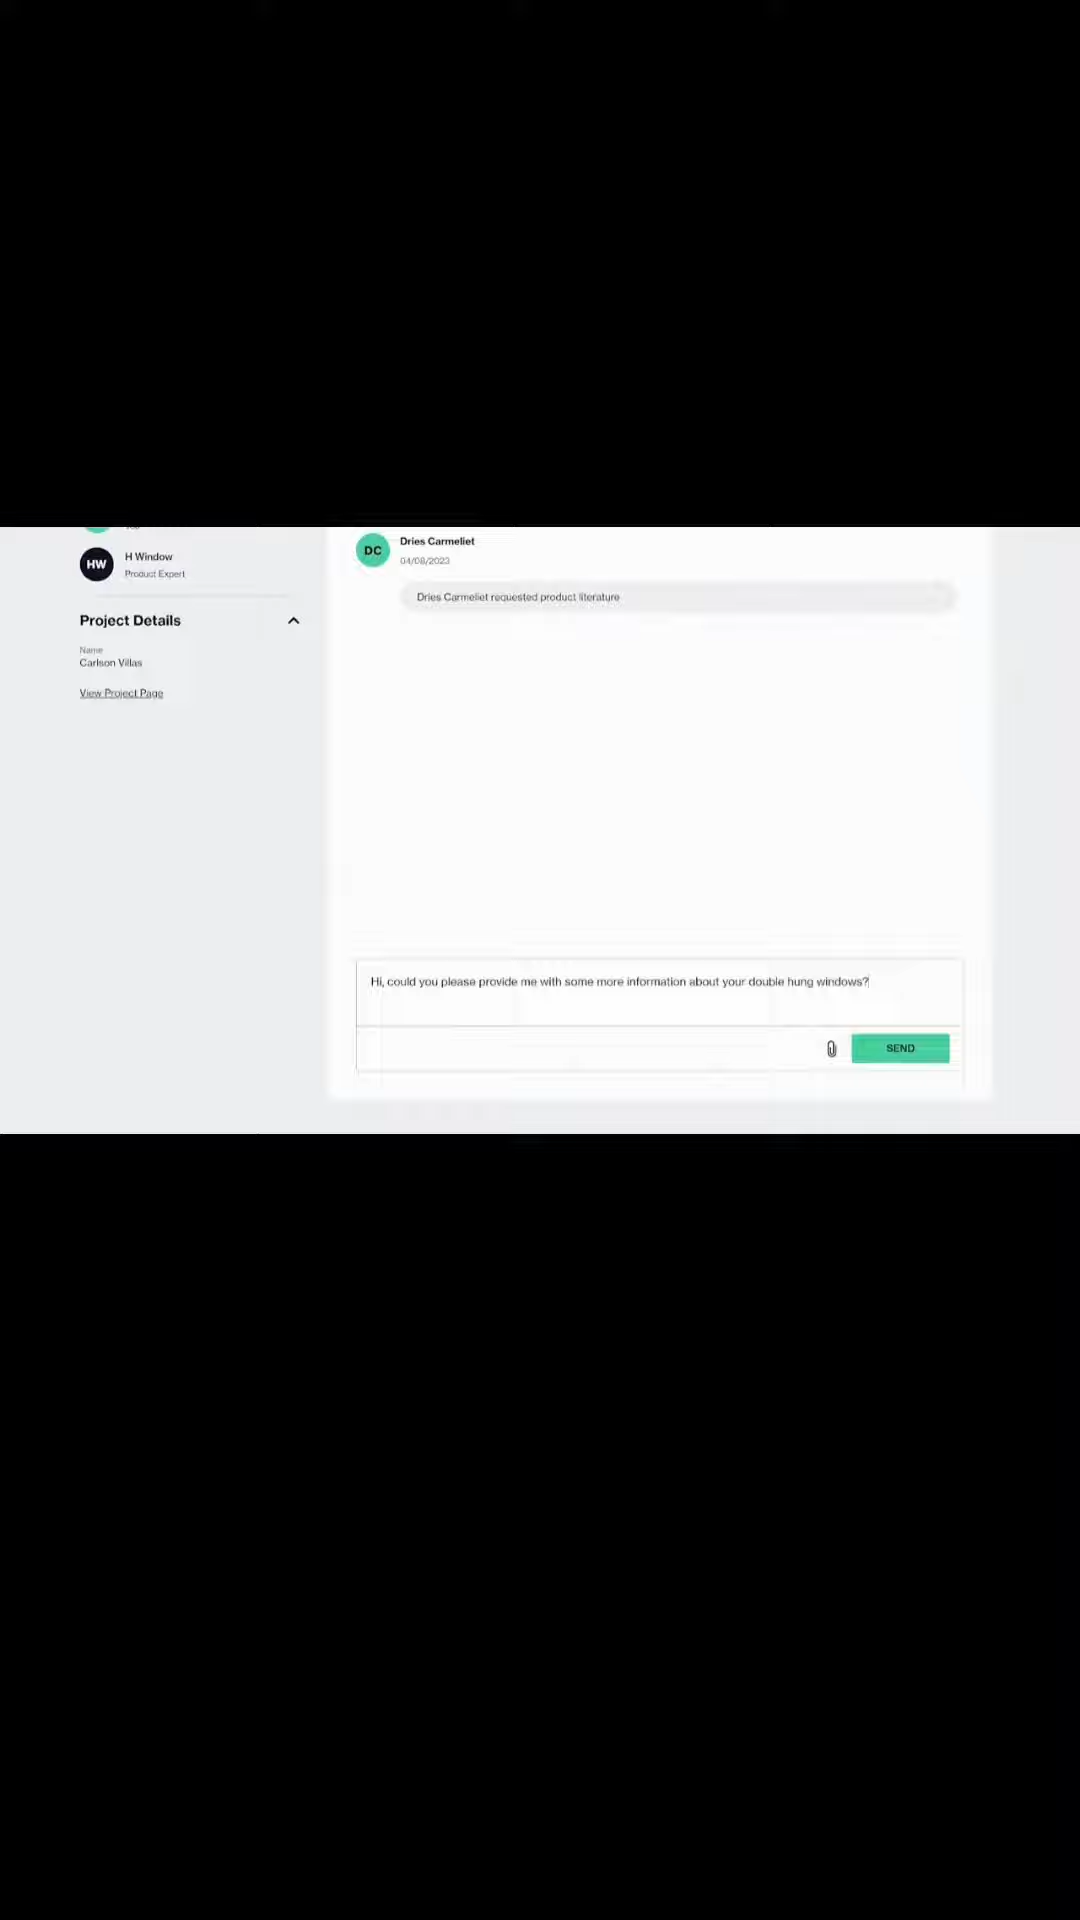 HW
H Window
Product Expert
Project Details
Name
Carlson Villas
View Project Page
DC
Dries Carmeliet
04/08/2023
Dries Carmeliet requested product literature
Hi, could you please provide me with some more information about your double hung windows?
SEND